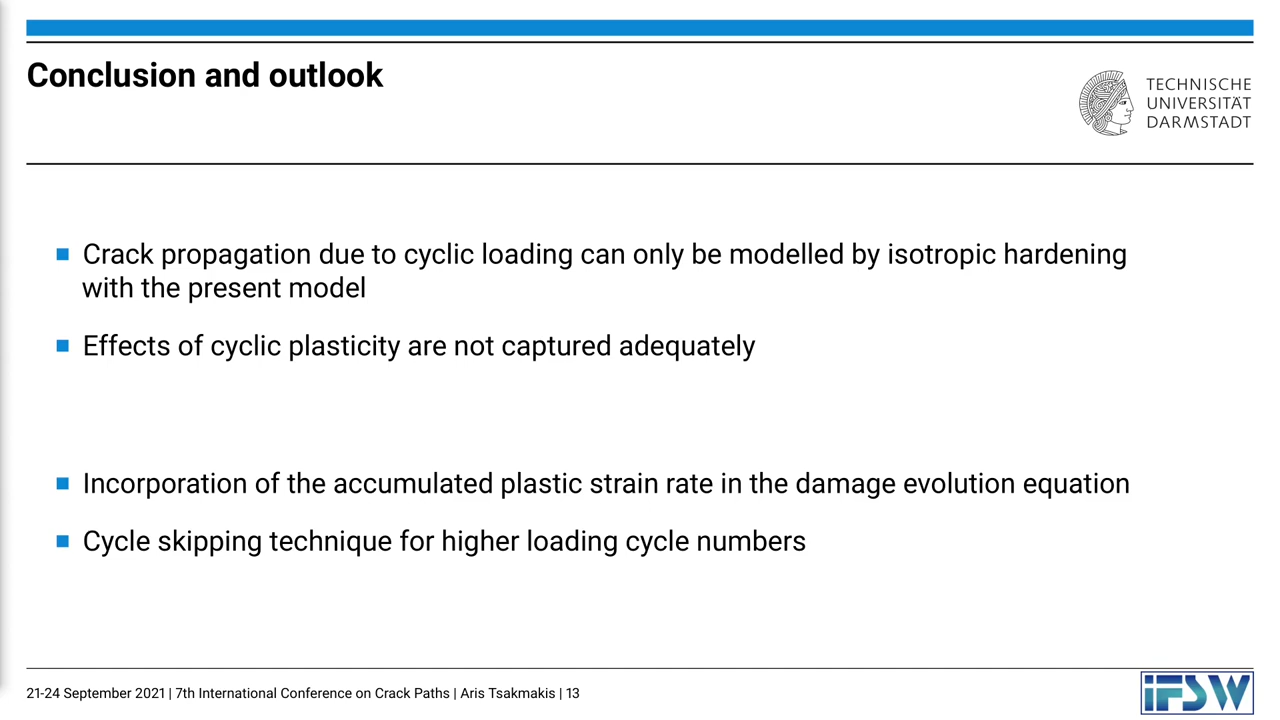 Conclusion and outlook
TECHNISCHE
UNIVERSITÄT
DARMSTADT
Crack propagation due to cyclic loading can only be modelled by isotropic hardening
with the present model
Effects of cyclic plasticity are not captured adequately
Incorporation of the accumulated plastic strain rate in the damage evolution equation
Cycle skipping technique for higher loading cycle numbers
21-24 September 2021 | 7th International Conference on Crack Paths | Aris Tsakmakis | 13
iFSW